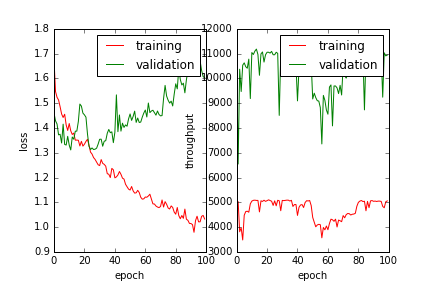 1.8
1.7
1.6
1.5
1.4
1.3
1.2
1.1
1.0
0.9
loss
0 20 40 60 80 100
epoch
training
validation
12000
11000
10000
9000
8000
7000
6000
5000
4000
3000
throughput
0 20 40 60 80 100
epoch
training
validation